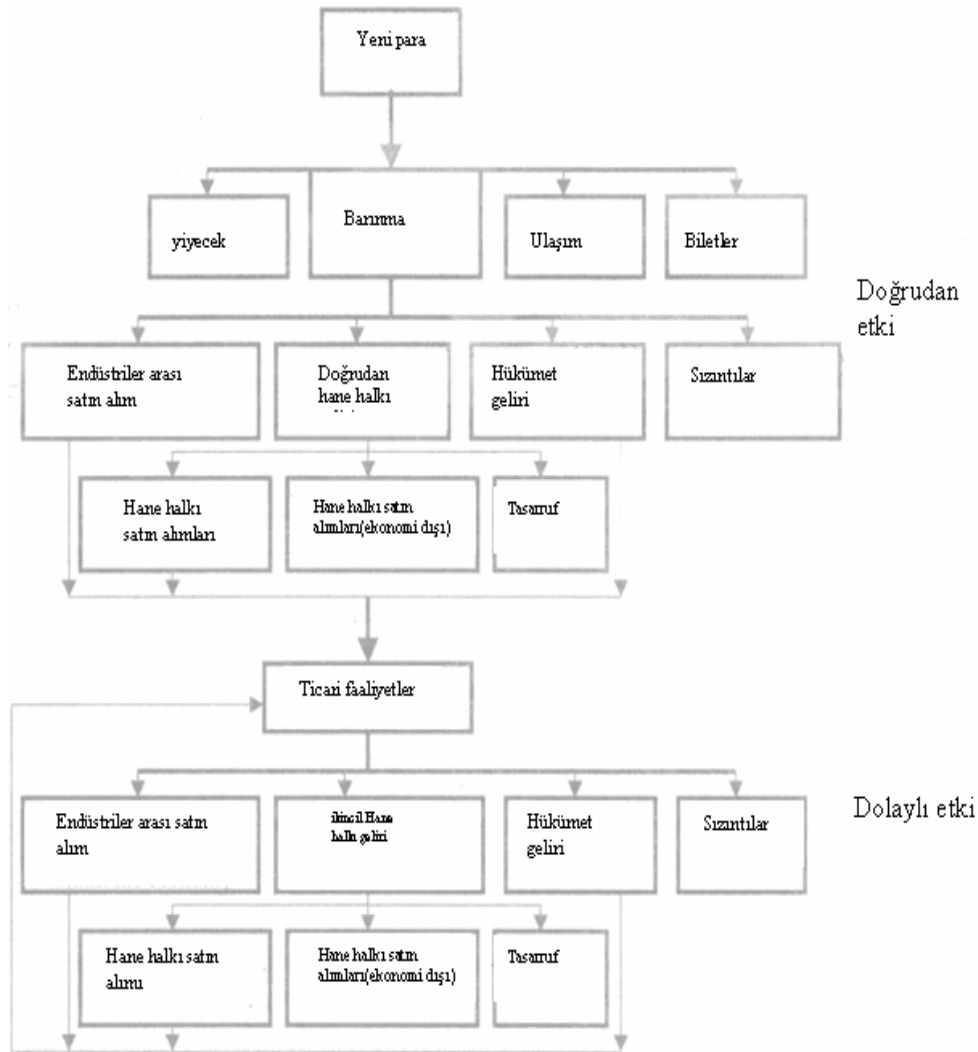 Yeni para
yiyecek
Barınma
Ulaşım
Biletler
Doğrudan
etki
Endüstriler arası
satın alım
Doğrudan
hane halkı
Hükümet
geliri
Sızıntılar
Hane halkı
satın alımları
Hane halkı satın
alımları(ekonomi dışı)
Tasarruf
Ticari faaliyetler
Endüstriler arası satın
alım
ikincil Hane
halkı geliri
Hükümet
geliri
Sızıntılar
Dolaylı etki
Hane halkı satın
alımı
Hane halkı satın
alımları(ekonomi dışı)
Tasarruf